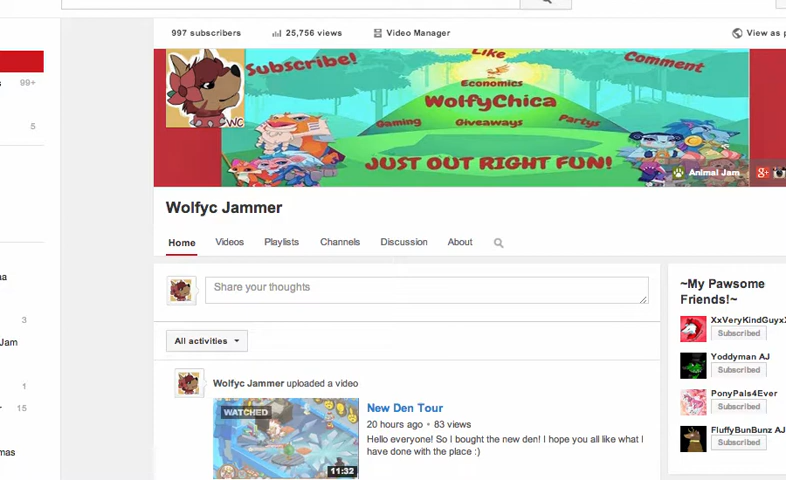 997 subscribers 25,756 views Video Manager View as p
99+
5
Subscribe! Like Comment
Economics
WolfyChica
Gaming Giveaways Partys
JUST OUT RIGHT FUN!
WC
Animal Jam
Wolfyc Jammer
Home Videos Playlists Channels Discussion About
Share your thoughts
~My Pawsome
Friends!~
XxVeryKindGuyxX
Subscribed
Yoddyman AJ
Subscribed
PonyPals4Ever
Subscribed
FluffyBunBunz AJ
Subscribed
3
Jam
1
15
mas
All activities
Wolfyc Jammer uploaded a video
WATCHED
11:32
New Den Tour
20 hours ago • 83 views
Hello everyone! So I bought the new den! I hope you all like what I
have done with the place :)